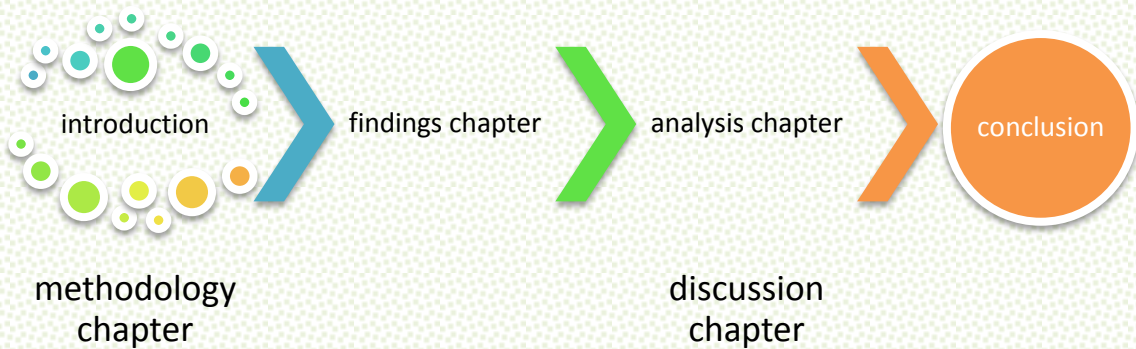 introduction
findings chapter
analysis chapter
conclusion
methodology
chapter
discussion
chapter